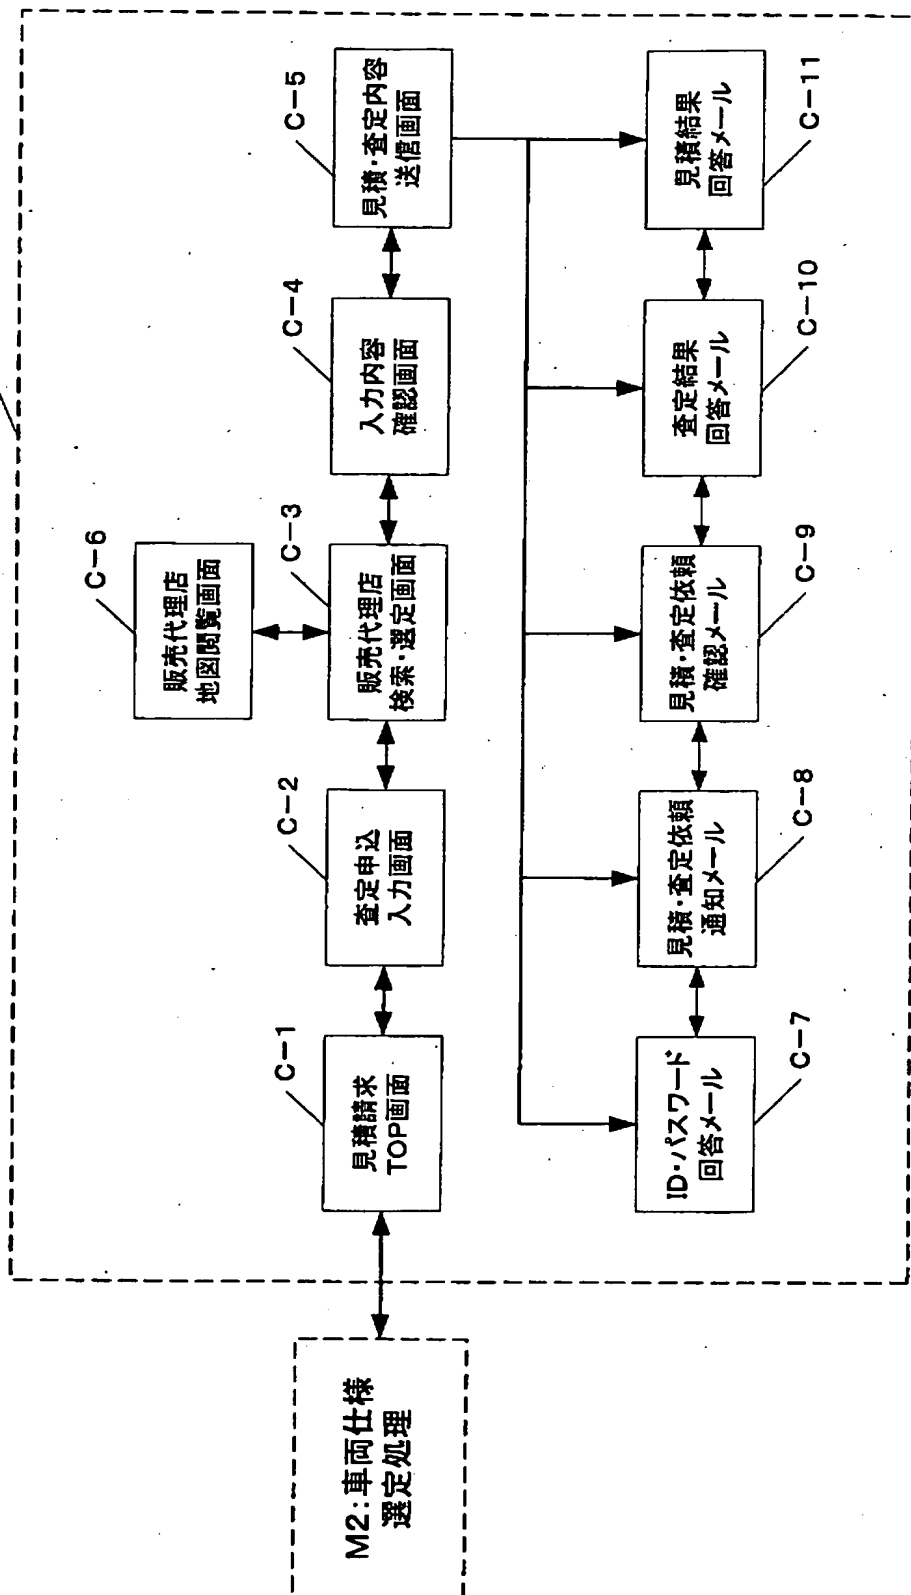 M2:車両仕様
選定処理
見積請求
TOP画面
C-1
査定申込
入力画面
C-2
販売代理店
検索・選定画面
C-3
入力内容
確認画面
C-4
見積・査定内容
送信画面
C-5
販売代理店
地図閲覧画面
C-6
ID・パスワード
回答メール
C-7
見積・査定依頼
通知メール
C-8
見積・査定依頼
確認メール
C-9
査定結果
回答メール
C-10
見積結果
回答メール
C-11